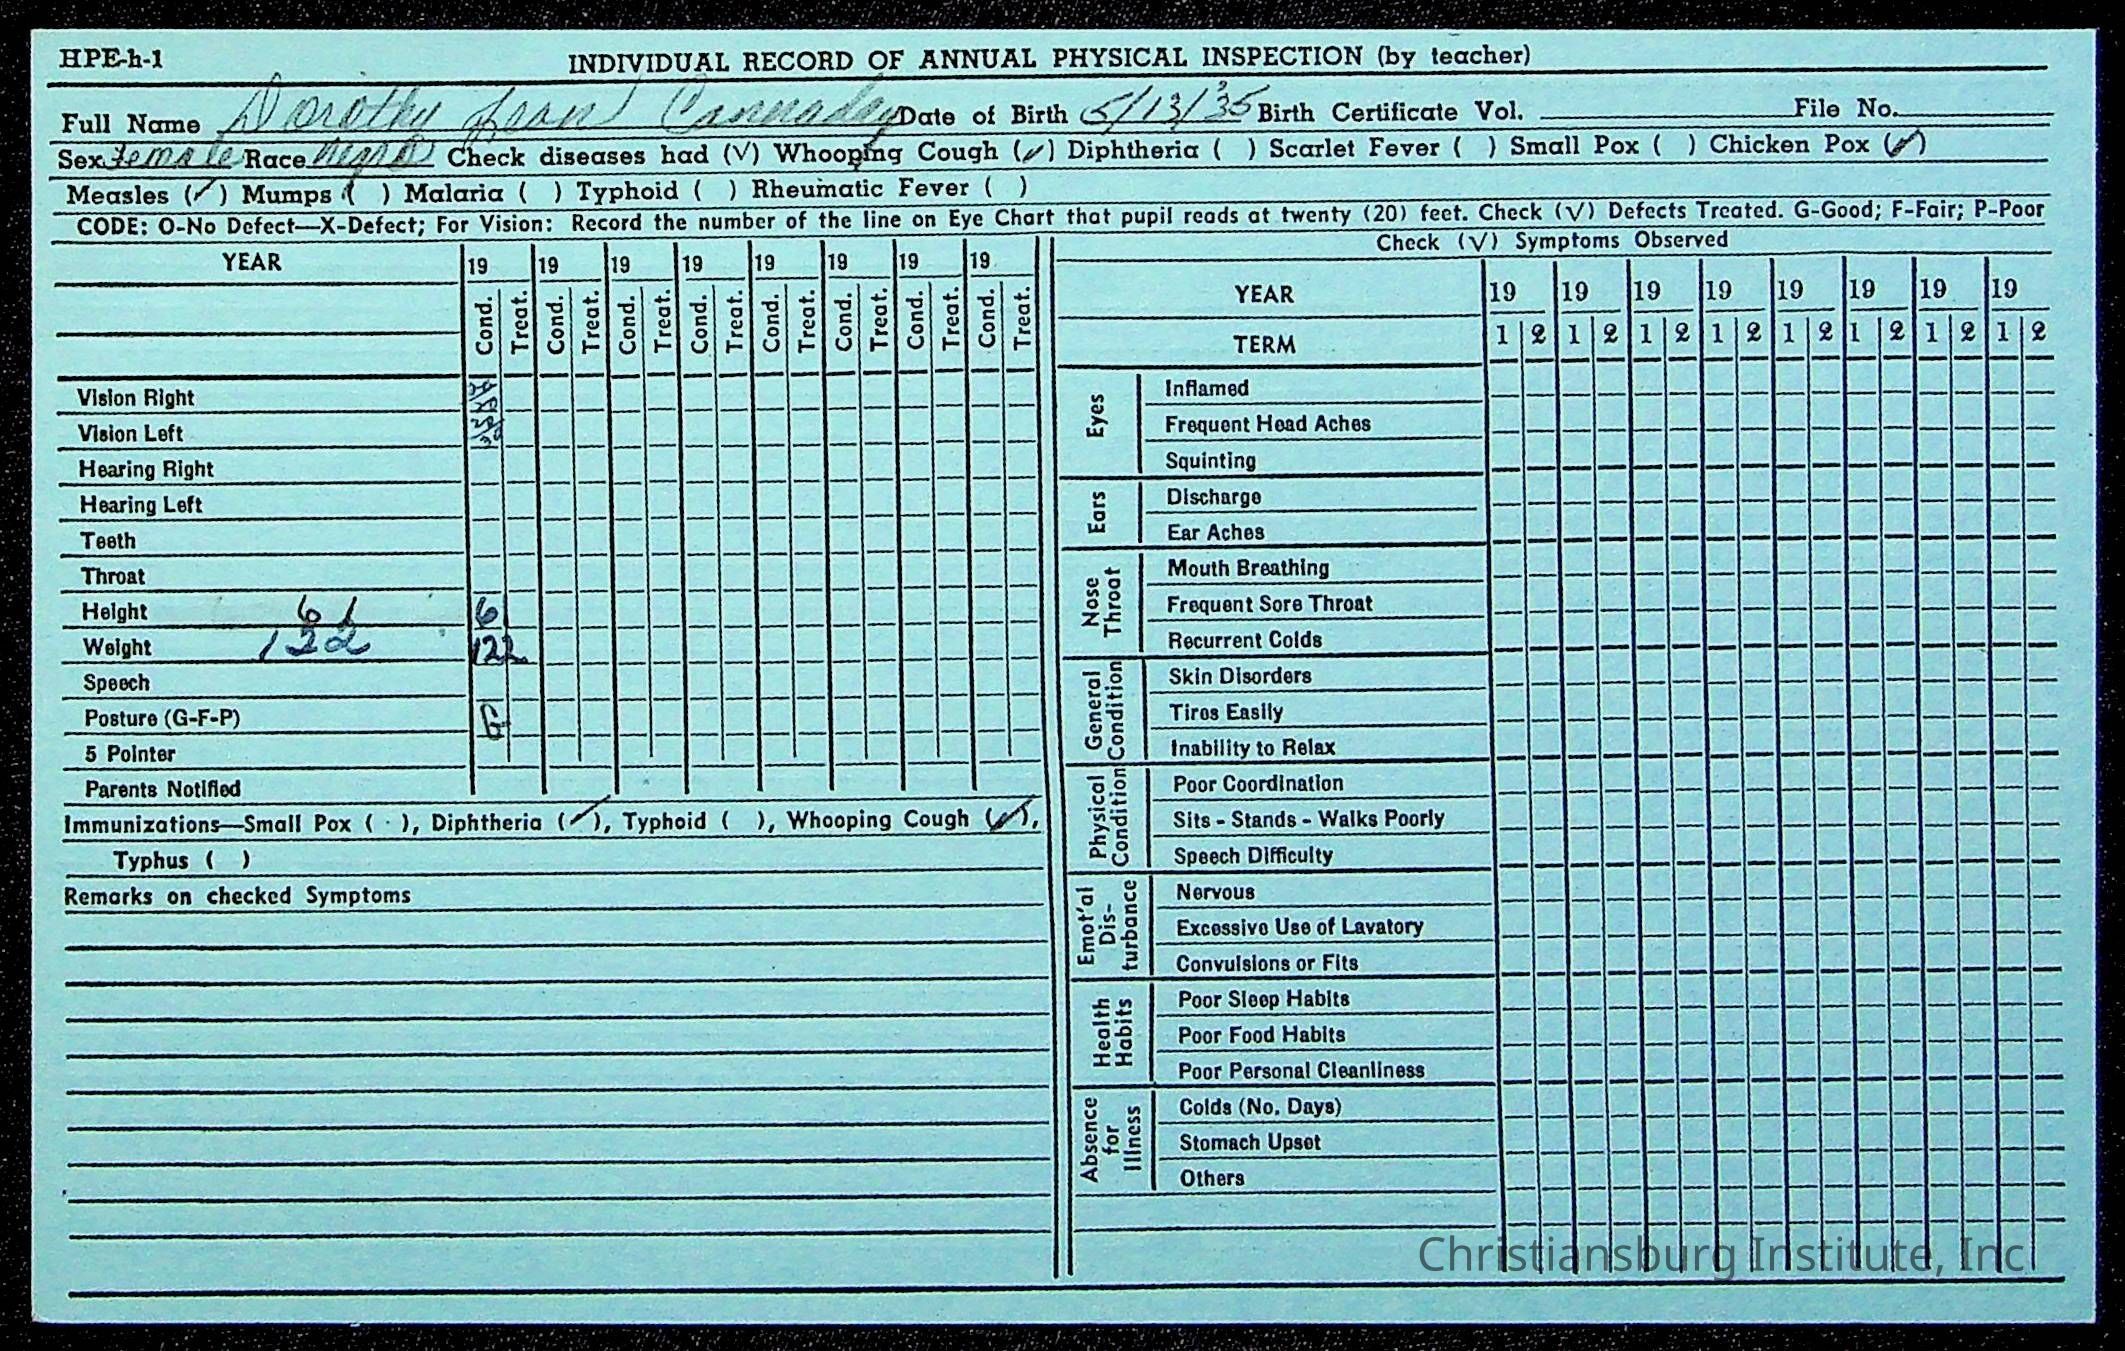 HPE-h-1
INDIVIDUAL RECORD OF ANNUAL PHYSICAL INSPECTION (by teacher)
Full Name Dorothy Jean Cannaday Date of Birth 5/13/35 Birth Certificate Vol. File No.
Sex Female Race Negro Check diseases had (√) Whooping Cough (✓) Diphtheria ( ) Scarlet Fever ( ) Small Pox ( ) Chicken Pox (✓)
Measles (✓) Mumps ( ) Malaria ( ) Typhoid ( ) Rheumatic Fever ( )
CODE: O-No Defect—X-Defect; For Vision: Record the number of the line on Eye Chart that pupil reads at twenty (20) feet. Check (√) Defects Treated. G-Good; F-Fair; P-Poor
YEAR 19 19 19 19 19 19 19 19
Cond. Treat. Cond. Treat. Cond. Treat. Cond. Treat. Cond. Treat. Cond. Treat. Cond. Treat. Cond. Treat.
Vision Right
Vision Left
Hearing Right
Hearing Left
Teeth
Throat
Height 61 6
Weight 122 122
Speech
Posture (G-F-P) G
5 Pointer
Parents Notified
Immunizations—Small Pox ( ), Diphtheria (✓), Typhoid ( ), Whooping Cough (✓),
Typhus ( )
Remarks on checked Symptoms
Check (√) Symptoms Observed
YEAR 19 19 19 19 19 19 19 19
TERM 1 2 1 2 1 2 1 2 1 2 1 2 1 2 1 2
Eyes
Inflamed
Frequent Head Aches
Squinting
Ears
Discharge
Ear Aches
Nose Throat
Mouth Breathing
Frequent Sore Throat
Recurrent Colds
General Condition
Skin Disorders
Tires Easily
Inability to Relax
Physical Condition
Poor Coordination
Sits - Stands - Walks Poorly
Speech Difficulty
Emot'al Dis-turbance
Nervous
Excessive Use of Lavatory
Convulsions or Fits
Health Habits
Poor Sleep Habits
Poor Food Habits
Poor Personal Cleanliness
Absence for Illness
Colds (No. Days)
Stomach Upset
Others
Christiansburg Institute, Inc